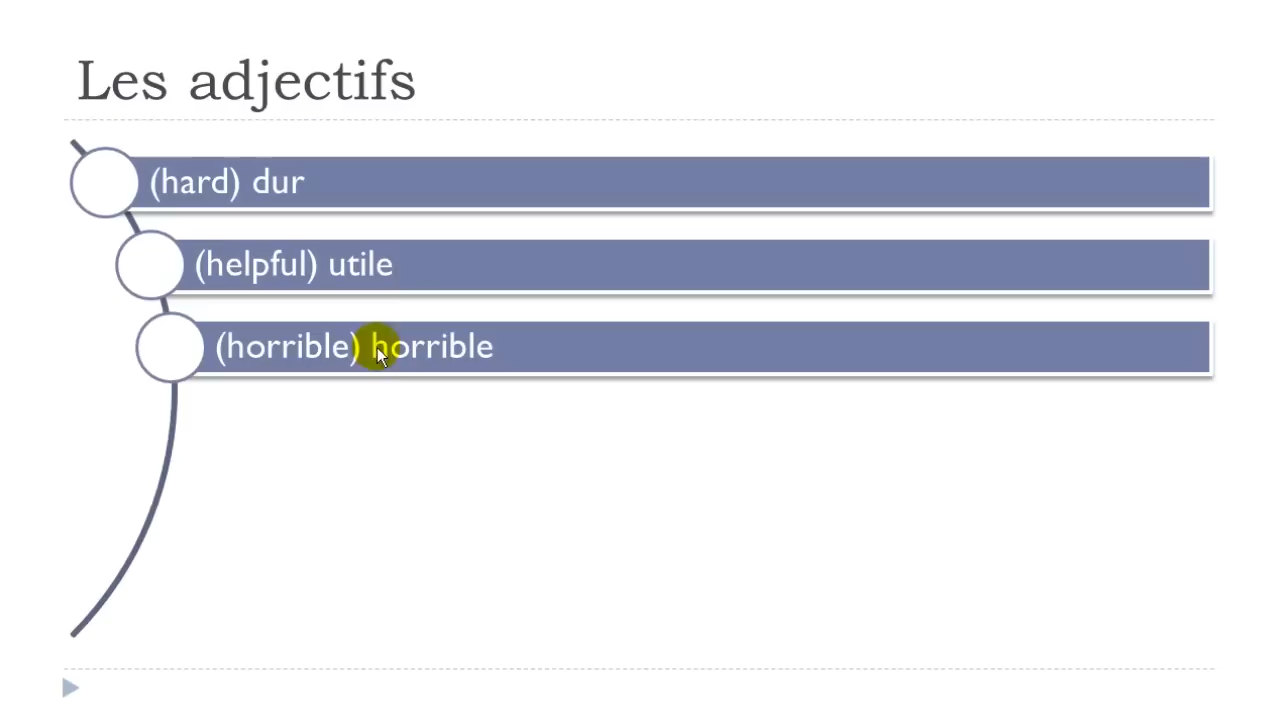 Les adjectifs
(hard) dur
(helpful) utile
(horrible) horrible